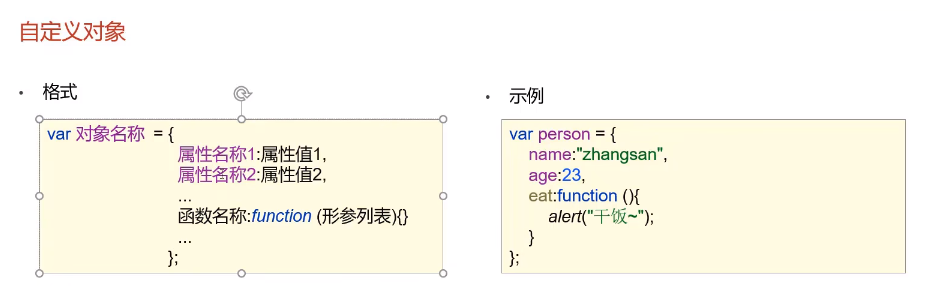 自定义对象
• 格式
var 对象名称 = {
属性名称1:属性值1,
属性名称2:属性值2,
...
函数名称:function (形参列表){}
...
};
• 示例
var person = {
name:"zhangsan",
age:23,
eat:function (){
alert("干饭~");
}
};